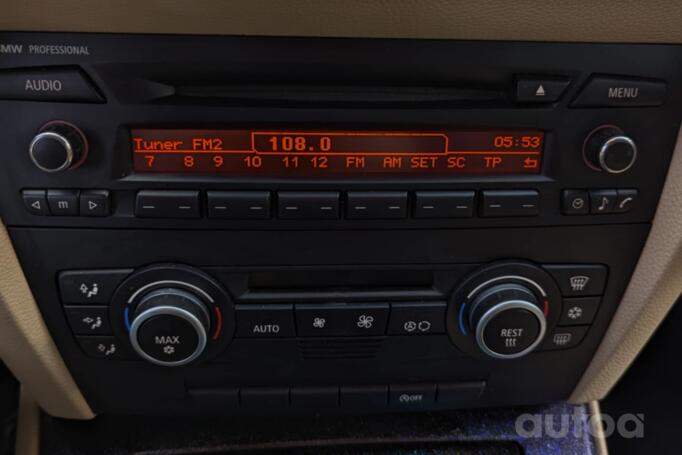 BMW PROFESSIONAL
AUDIO
MENU
Tuner FM2 108.0 05:53
7 8 9 10 11 12 FM AM SET SC TP
m
AUTO
MAX
REST
OFF
autoa